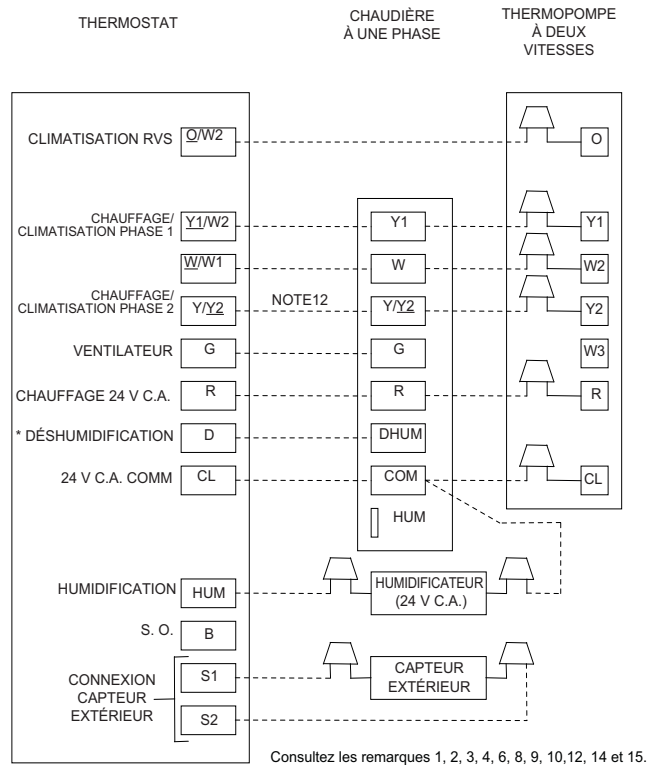 THERMOSTAT
CHAUDIÈRE
À UNE PHASE
THERMOPOMPE
À DEUX
VITESSES
CLIMATISATION RVS O/W2 O
CHAUFFAGE/
CLIMATISATION PHASE 1 Y1/W2 Y1 Y1
W/W1 W W2
CHAUFFAGE/
CLIMATISATION PHASE 2 Y/Y2 NOTE12 Y/Y2 Y2
VENTILATEUR G G W3
CHAUFFAGE 24 V C.A. R R R
* DÉSHUMIDIFICATION D DHUM
24 V C.A. COMM CL COM CL
HUM
HUMIDIFICATION HUM
HUMIDIFICATEUR
(24 V C.A.)
S. O. B
CONNEXION
CAPTEUR
EXTÉRIEUR
S1
S2
CAPTEUR
EXTÉRIEUR
Consultez les remarques 1, 2, 3, 4, 6, 8, 9, 10,12, 14 et 15.